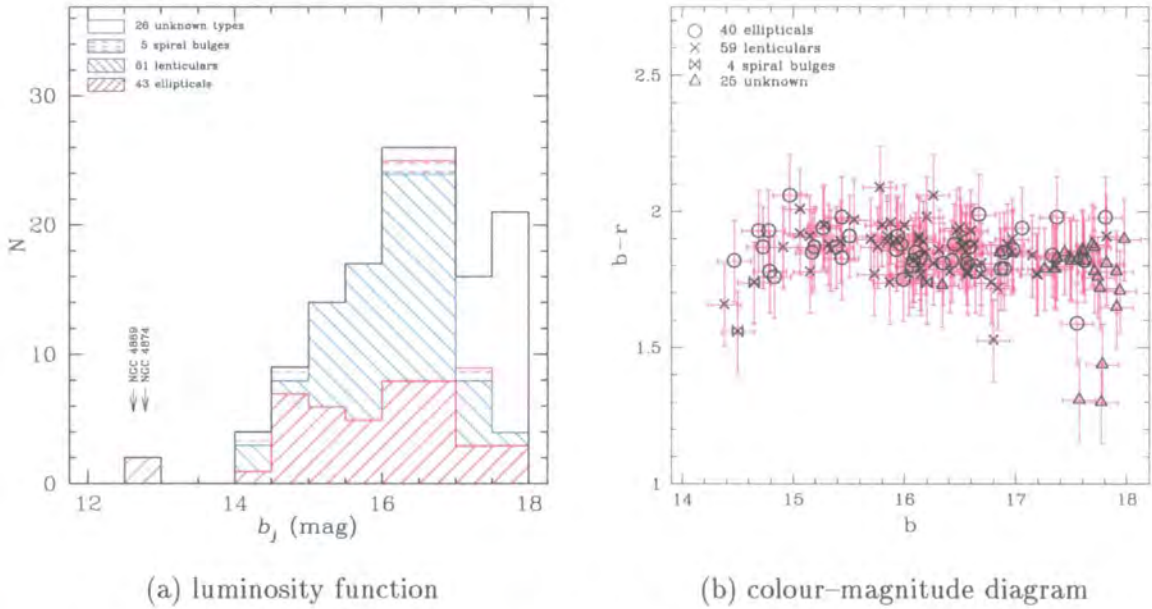 26 unknown types
5 spiral bulges
61 lenticulars
43 ellipticals
30
20
10
0
N
NGC 4889
NGC 4874
12
14
16
18
b_j (mag)
(a) luminosity function
40 ellipticals
59 lenticulars
4 spiral bulges
25 unknown
2.5
2
1.5
1
b-r
14
15
16
17
18
b
(b) colour–magnitude diagram